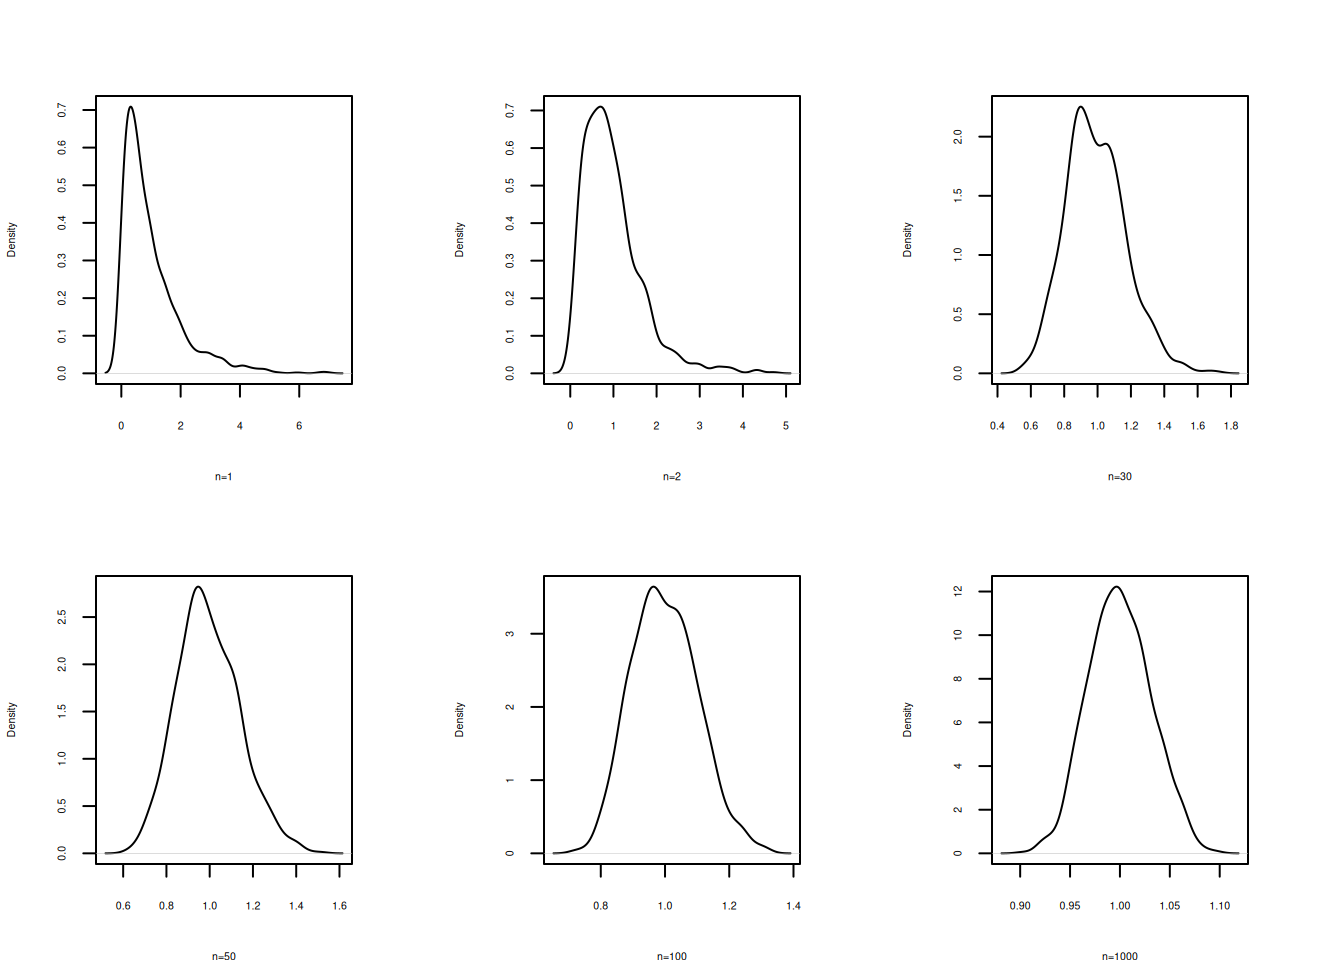 Density
0.0 0.1 0.2 0.3 0.4 0.5 0.6 0.7
0 2 4 6
n=1
Density
0.0 0.1 0.2 0.3 0.4 0.5 0.6 0.7
0 1 2 3 4 5
n=2
Density
0.0 0.5 1.0 1.5 2.0
0.4 0.6 0.8 1.0 1.2 1.4 1.6 1.8
n=30
Density
0.0 0.5 1.0 1.5 2.0 2.5
0.6 0.8 1.0 1.2 1.4 1.6
n=50
Density
0 1 2 3
0.8 1.0 1.2 1.4
n=100
Density
0 2 4 6 8 10 12
0.90 0.95 1.00 1.05 1.10
n=1000